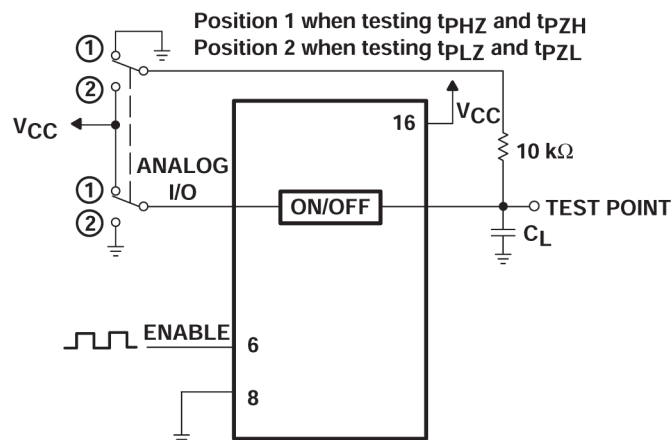 Position 1 when testing tPHZ and tPZH
Position 2 when testing tPLZ and tPZL
1
2
VCC
1
2
ANALOG
I/O
16
VCC
10 kΩ
ON/OFF
TEST POINT
CL
ENABLE
6
8